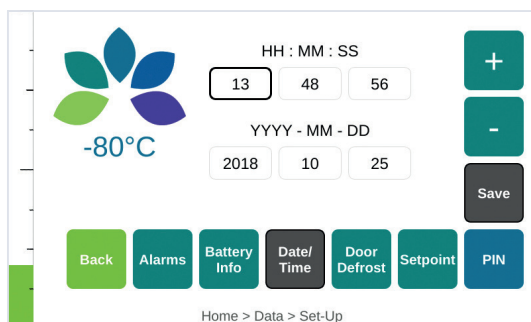 HH : MM : SS
13 48 56
-80°C
YYYY - MM - DD
2018 10 25
+
-
Save
Back Alarms Battery Info Date/ Time Door Defrost Setpoint PIN
Home > Data > Set-Up